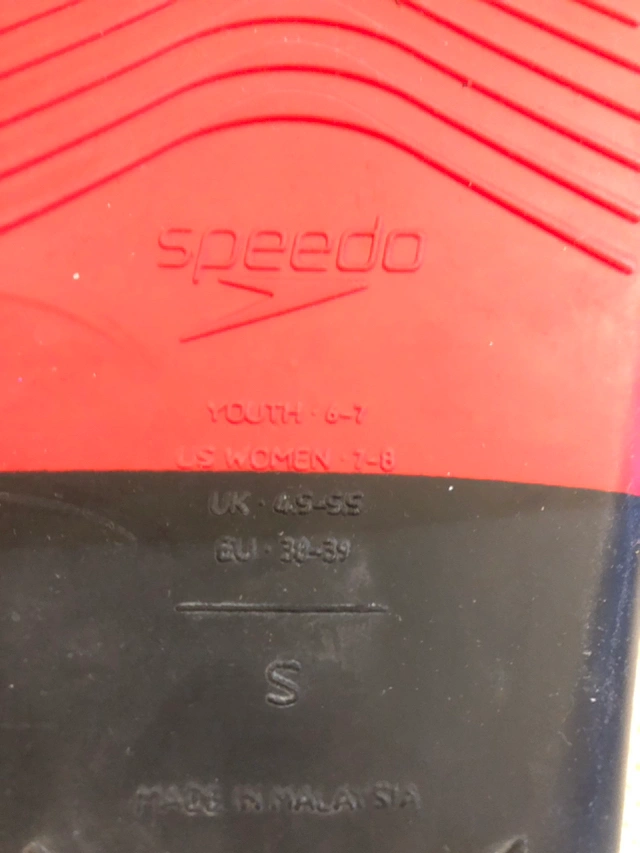 speedo
YOUTH · 6-7
US WOMEN · 7-8
UK · 4.5-5.5
EU · 38-39
S
MADE IN MALAYSIA